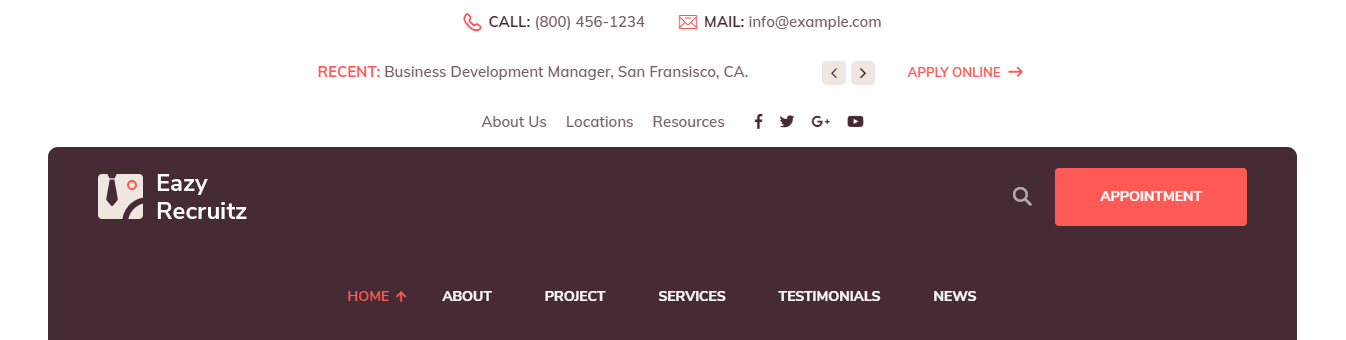 CALL: (800) 456-1234 MAIL: info@example.com
RECENT: Business Development Manager, San Fransisco, CA. APPLY ONLINE
About Us Locations Resources G+
Eazy
Recruitz
APPOINTMENT
HOME ABOUT PROJECT SERVICES TESTIMONIALS NEWS